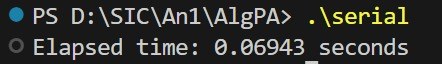 PS D:\SIC\An1\AlgPA> .\serial
Elapsed time: 0.06943 seconds